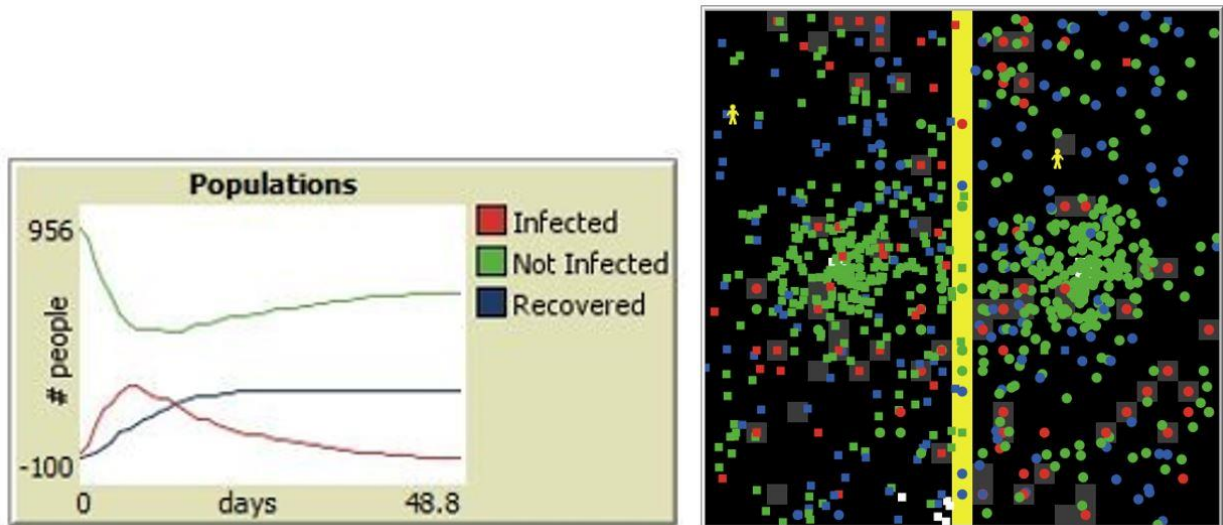 Populations
956
# people
-100
0
days
48.8
Infected
Not Infected
Recovered